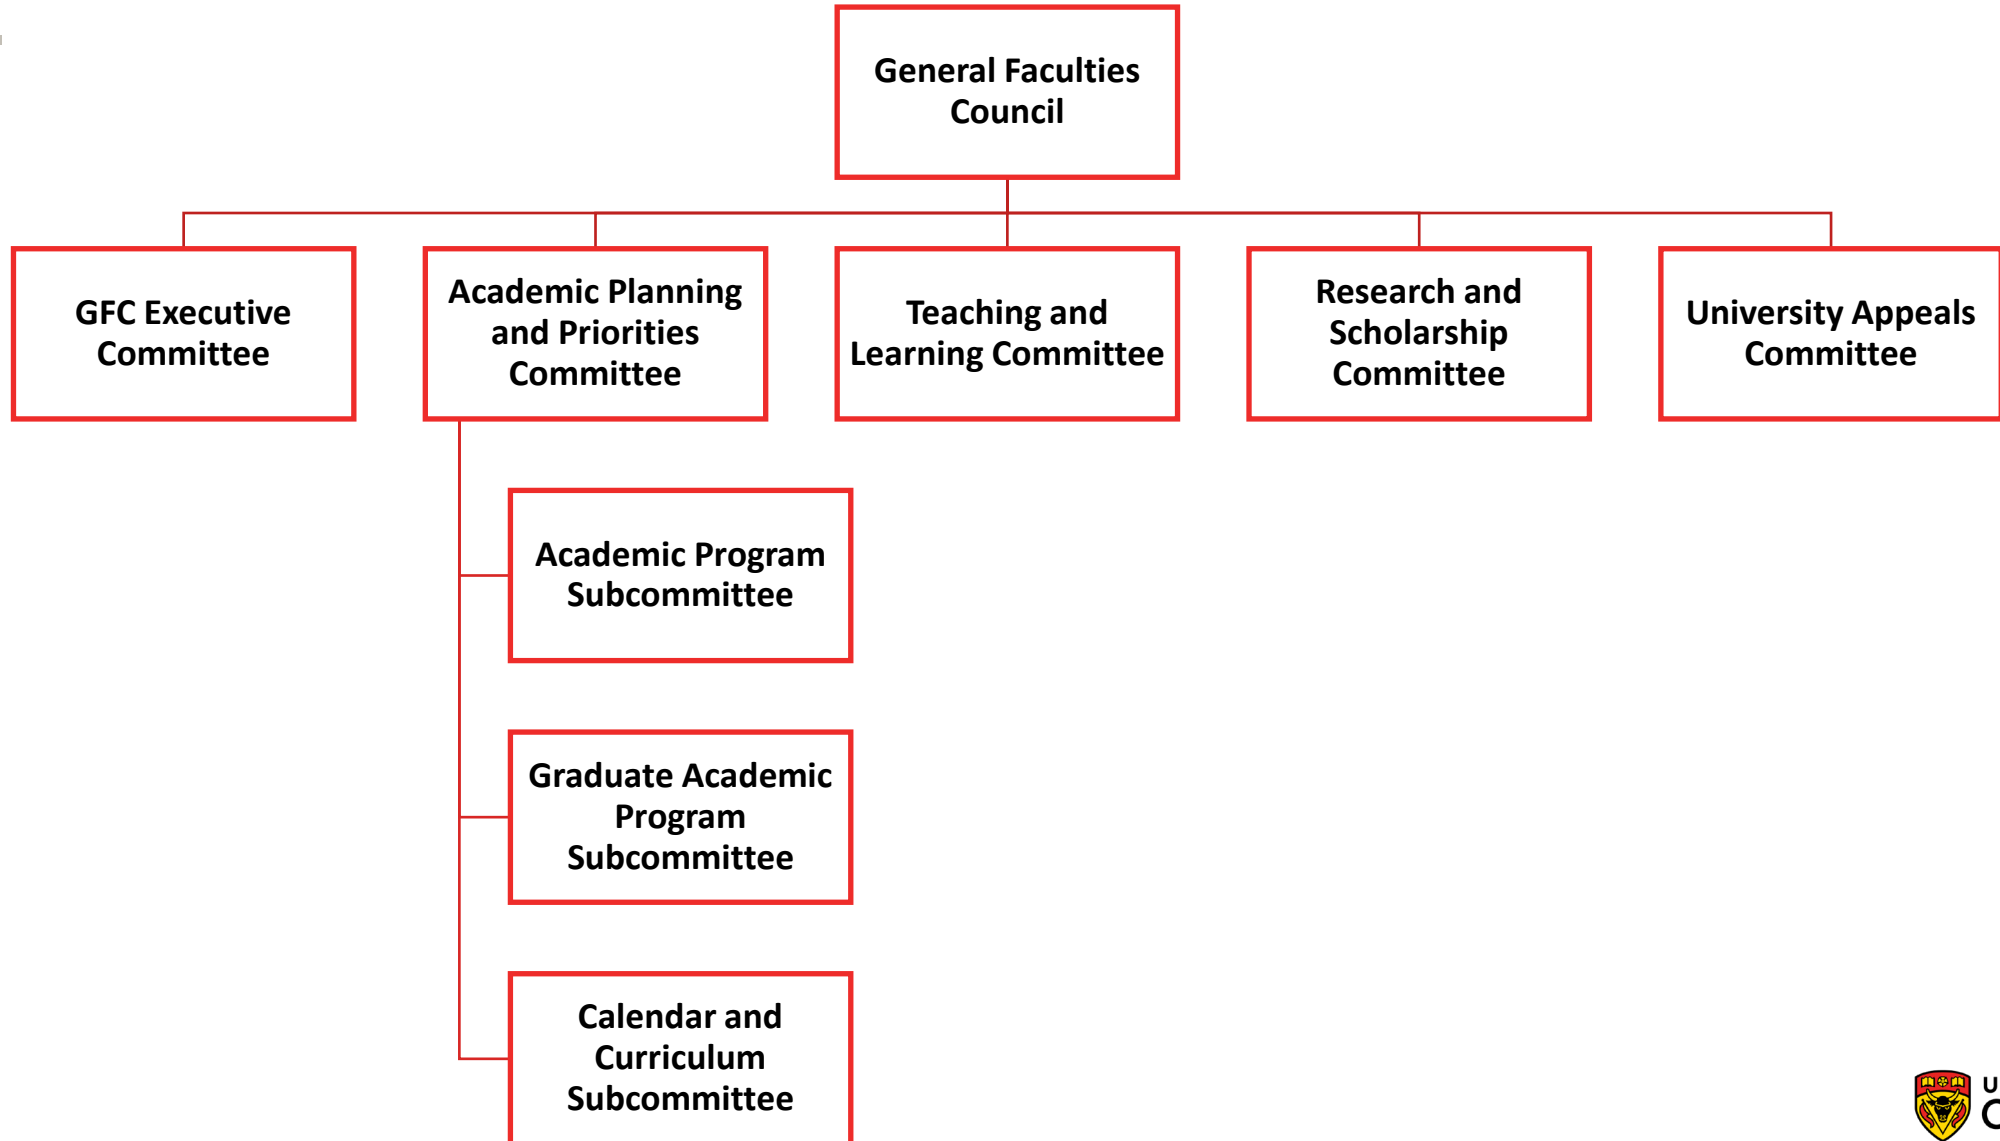 General Faculties
Council
GFC Executive
Committee
Academic Planning
and Priorities
Committee
Teaching and
Learning Committee
Research and
Scholarship
Committee
University Appeals
Committee
Academic Program
Subcommittee
Graduate Academic
Program
Subcommittee
Calendar and
Curriculum
Subcommittee